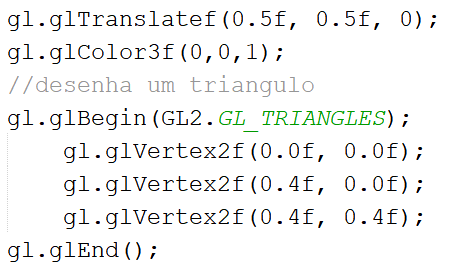 gl.glTranslatef(0.5f, 0.5f, 0);
gl.glColor3f(0,0,1);
//desenha um triangulo
gl.glBegin(GL2.GL_TRIANGLES);
    gl.glVertex2f(0.0f, 0.0f);
    gl.glVertex2f(0.4f, 0.0f);
    gl.glVertex2f(0.4f, 0.4f);
gl.glEnd();